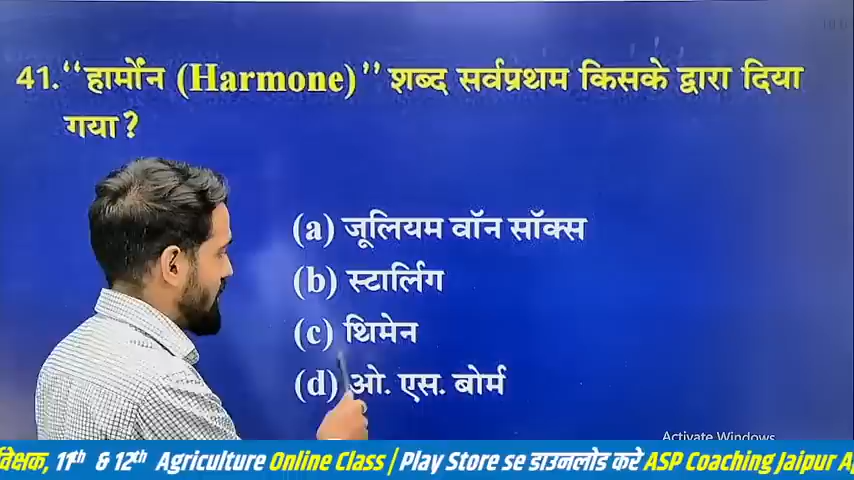 41.“हार्मोन (Harmone)” शब्द सर्वप्रथम किसके द्वारा दिया
गया?
(a) जूलियम वॉन सॉक्स
(b) स्टार्लिग
(c) थिमेन
(d) ओ. एस. बोर्म
Activate Windows
11th & 12th Agriculture Online Class | Play Store se डाउनलोड करे ASP Coaching Jaipur